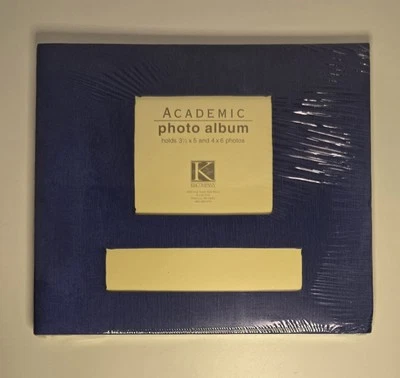 ACADEMIC
photo album
holds 3½ x 5 and 4 x 6 photos
K